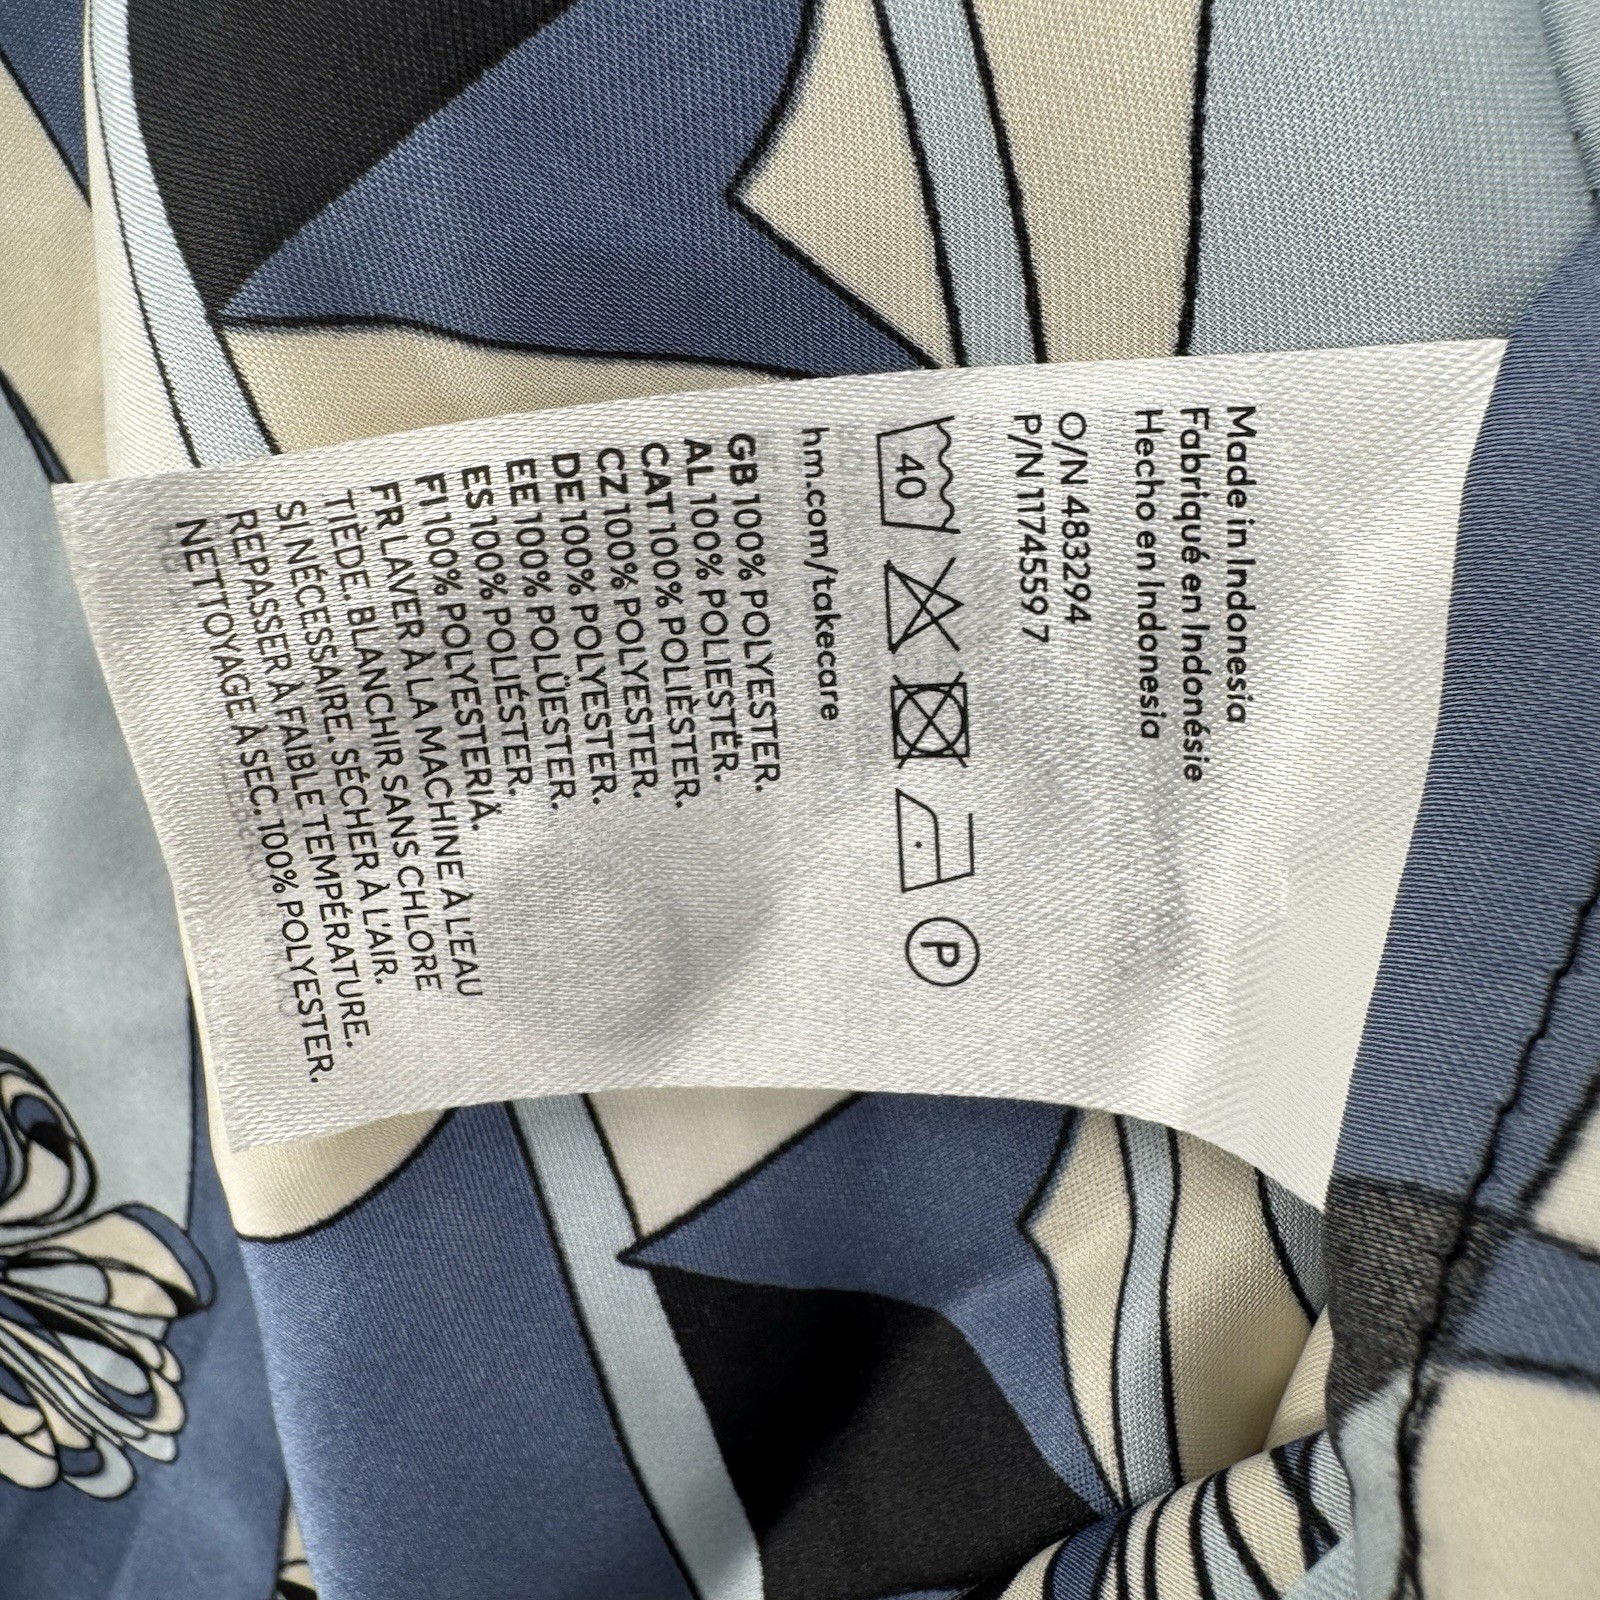 Made in Indonesia
Fabriqué en Indonésie
Hecho en Indonesia
O/N 483294
P/N 1174559 7
40
P
hm.com/takecare
GB 100% POLYESTER.
AL 100% POLIESTËR.
CAT 100% POLIÈSTER.
CZ 100% POLYESTER.
DE 100% POLYESTER.
EE 100% POLÜESTER.
ES 100% POLIÉSTER.
FI 100% POLYESTERIÄ.
FR LAVER À LA MACHINE À L'EAU
TIÈDE. BLANCHIR SANS CHLORE
SI NÉCESSAIRE. SÉCHER À L'AIR.
REPASSER À FAIBLE TEMPÉRATURE.
NETTOYAGE À SEC. 100% POLYESTER.